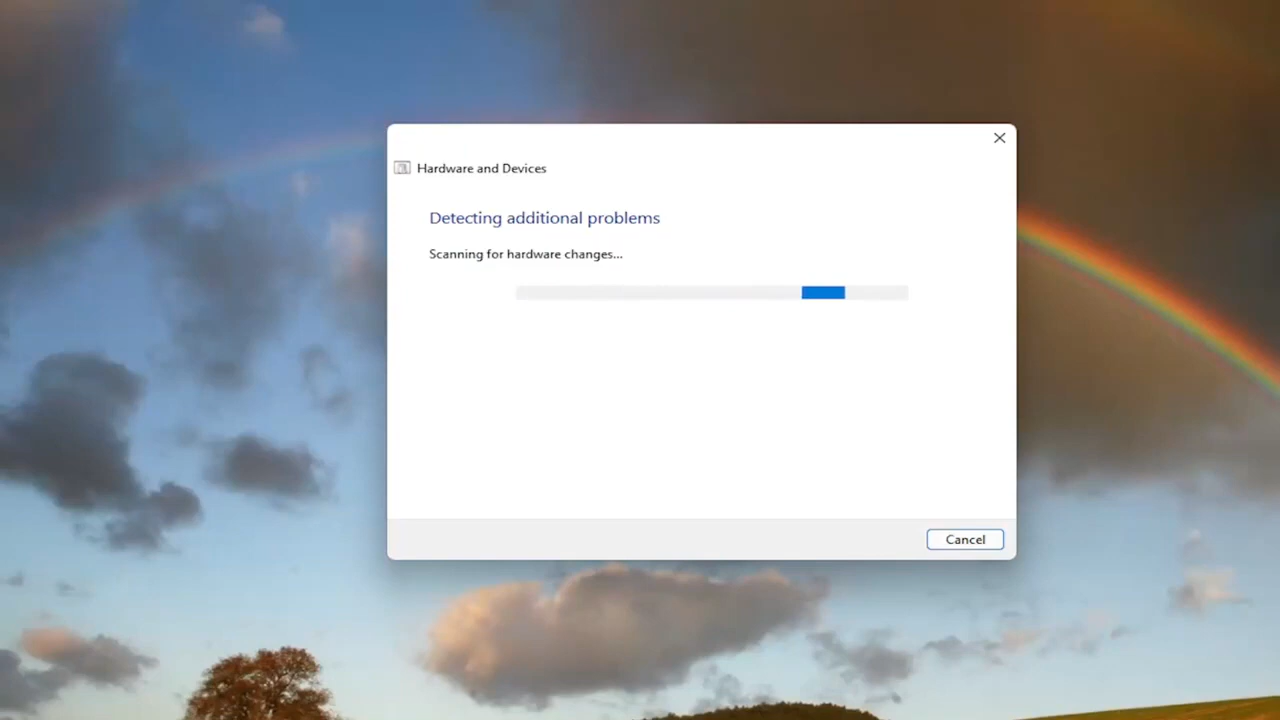 Hardware and Devices
Detecting additional problems
Scanning for hardware changes...
Cancel